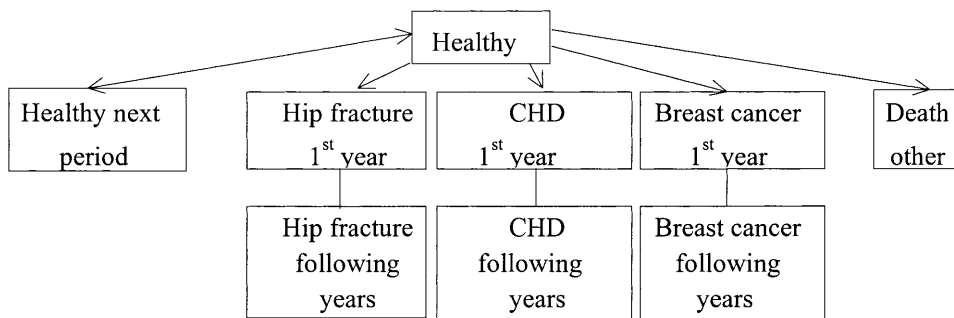 Healthy
Healthy next
period
Hip fracture
1st year
CHD
1st year
Breast cancer
1st year
Death
other
Hip fracture
following
years
CHD
following
years
Breast cancer
following
years